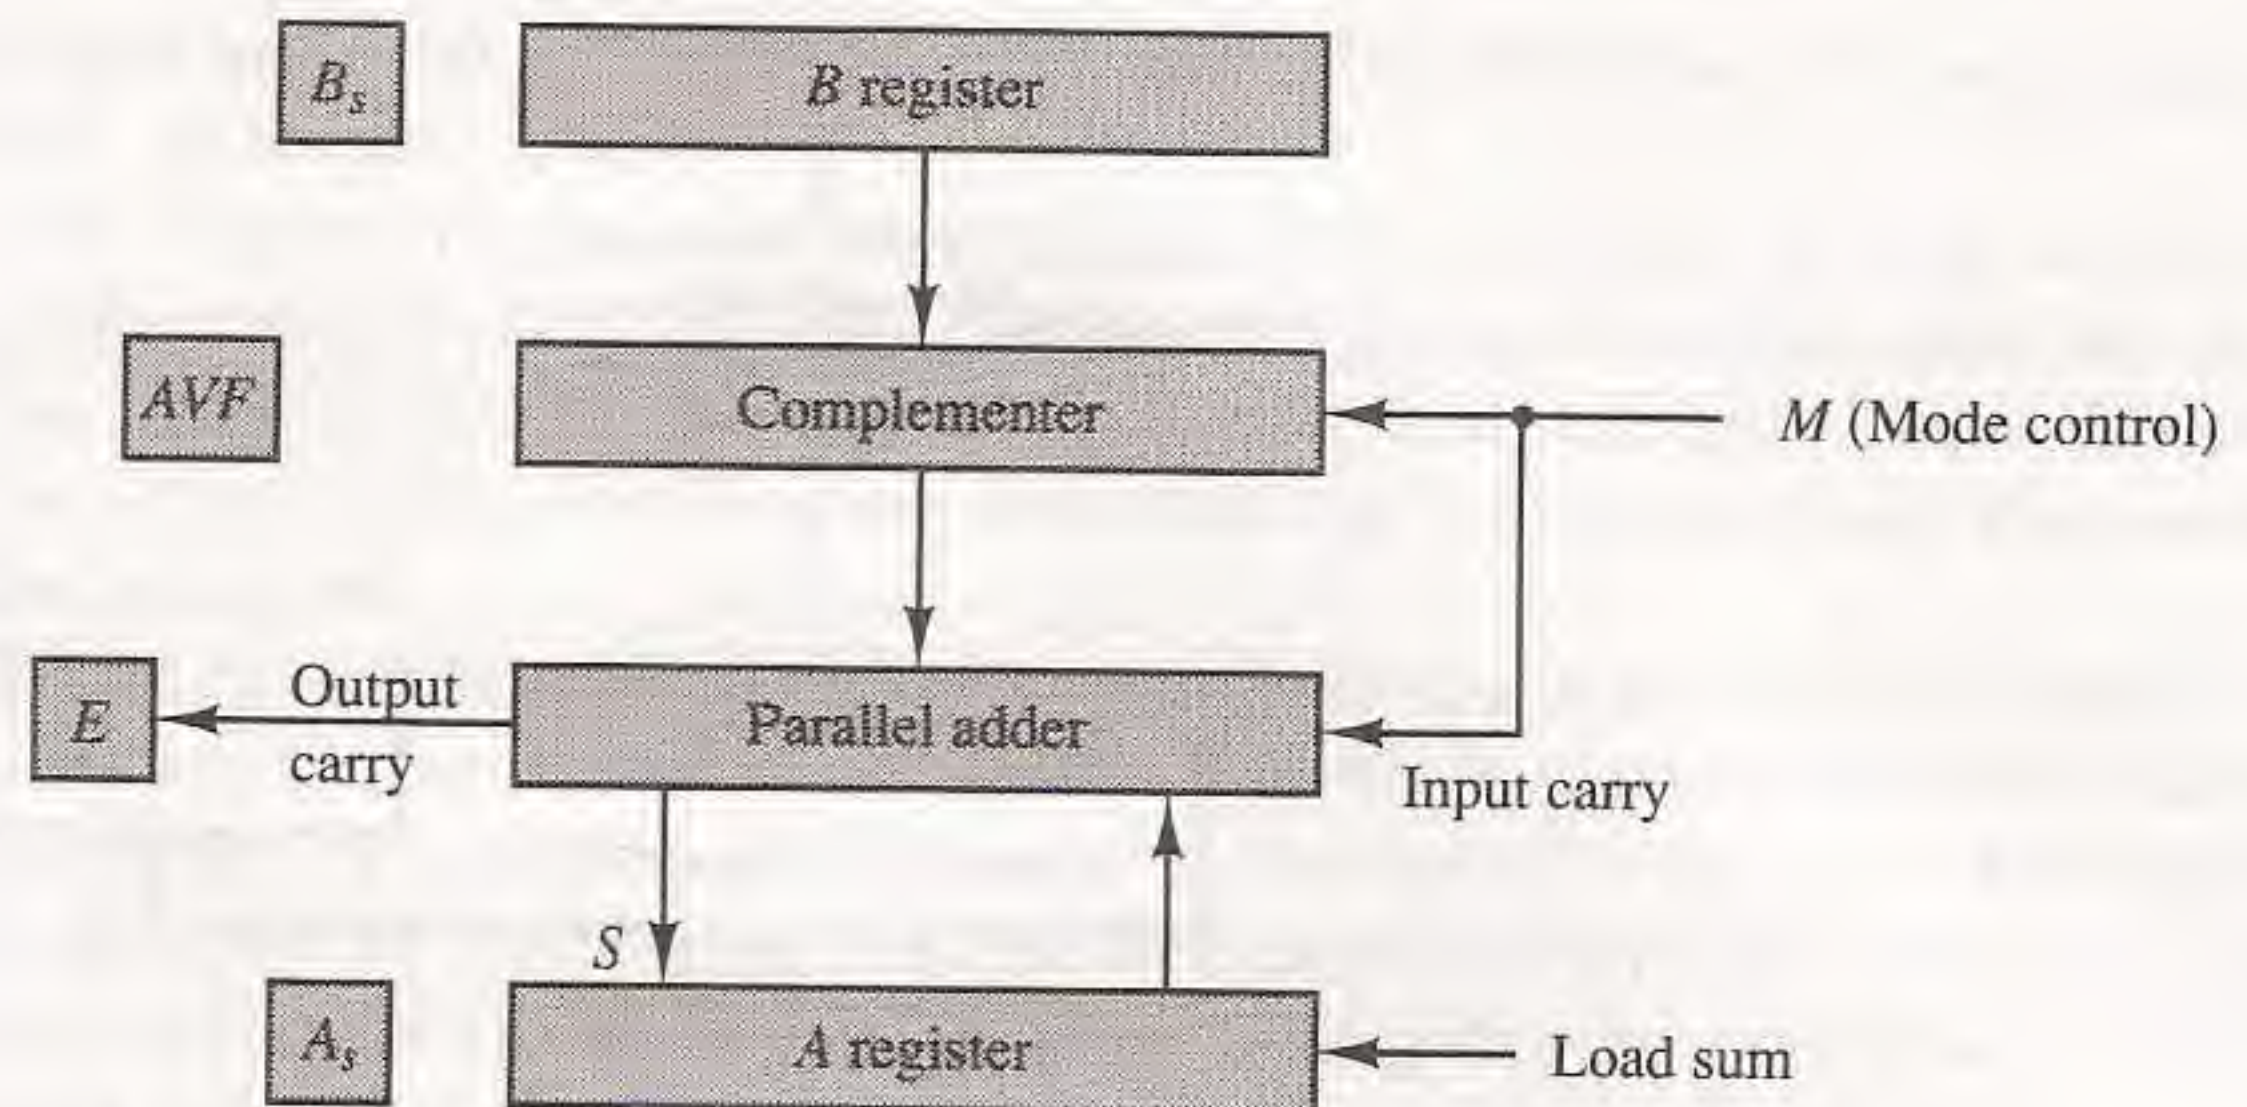 Bs
B register
AVF
Complementer
M (Mode control)
E
Output
carry
Parallel adder
Input carry
S
As
A register
Load sum